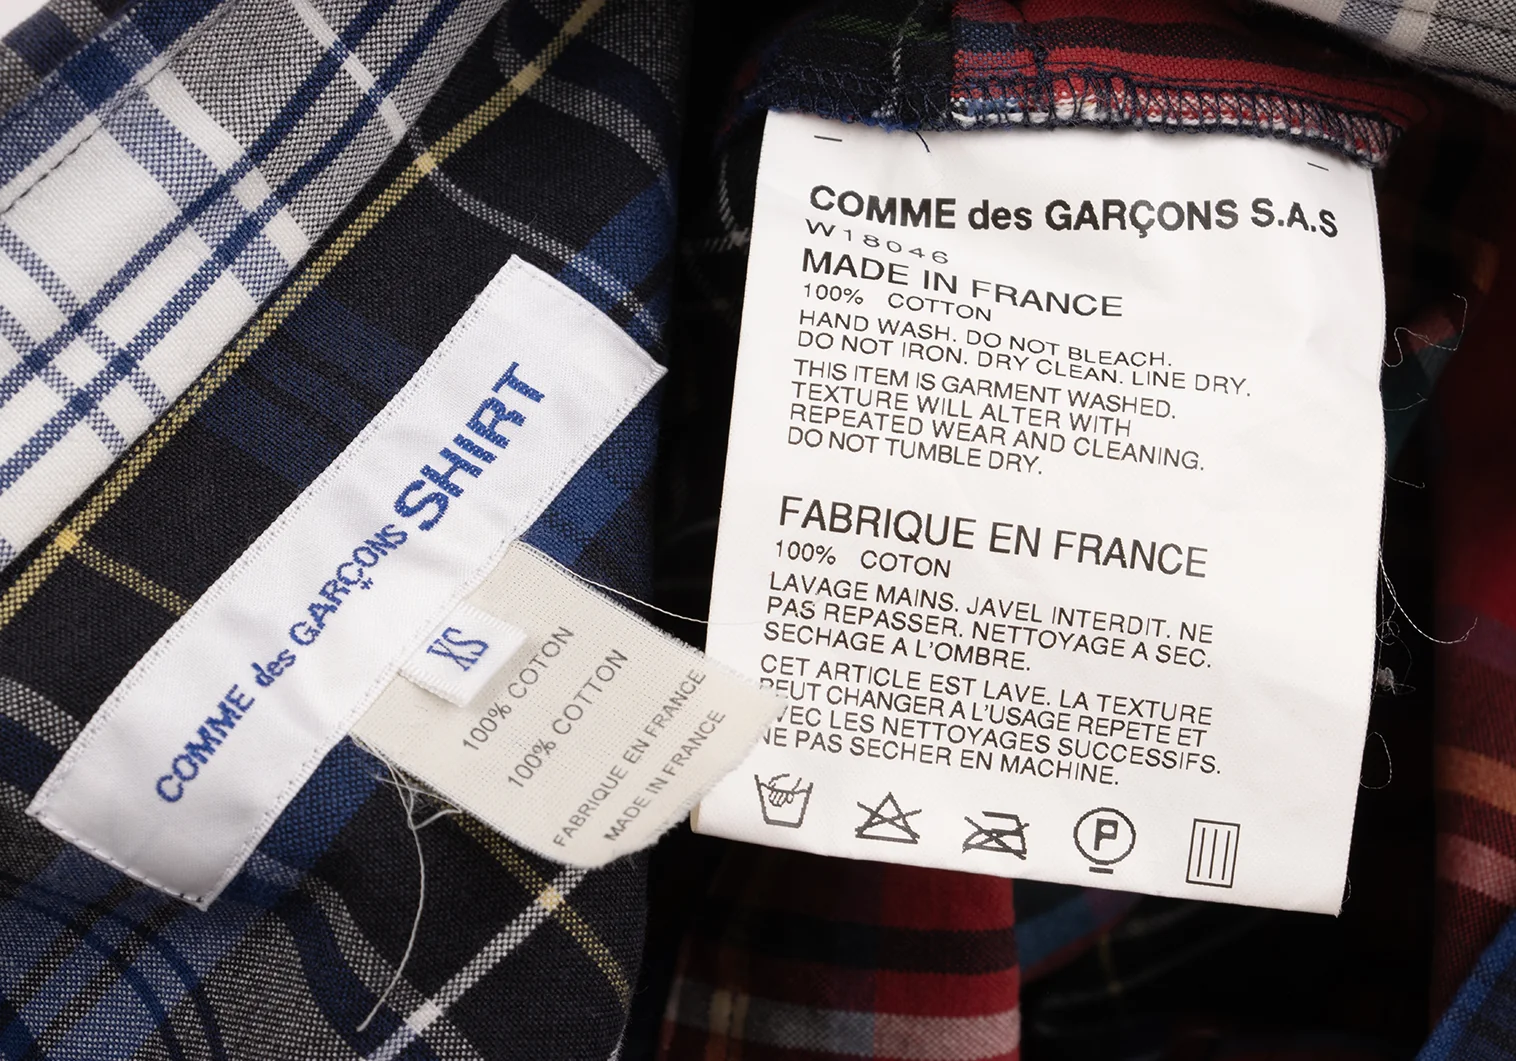 COMME des GARÇONS SHIRT
XS
100% COTON
100% COTTON
FABRIQUE EN FRANCE
MADE IN FRANCE
COMME des GARÇONS S.A.S
W18046
MADE IN FRANCE
100% COTTON
HAND WASH. DO NOT BLEACH.
DO NOT IRON. DRY CLEAN. LINE DRY.
THIS ITEM IS GARMENT WASHED.
TEXTURE WILL ALTER WITH
REPEATED WEAR AND CLEANING.
DO NOT TUMBLE DRY.
FABRIQUE EN FRANCE
100% COTON
LAVAGE MAINS. JAVEL INTERDIT. NE
PAS REPASSER. NETTOYAGE A SEC.
SECHAGE A L'OMBRE.
CET ARTICLE EST LAVE. LA TEXTURE
PEUT CHANGER A L'USAGE REPETE ET
AVEC LES NETTOYAGES SUCCESSIFS.
NE PAS SECHER EN MACHINE.
P